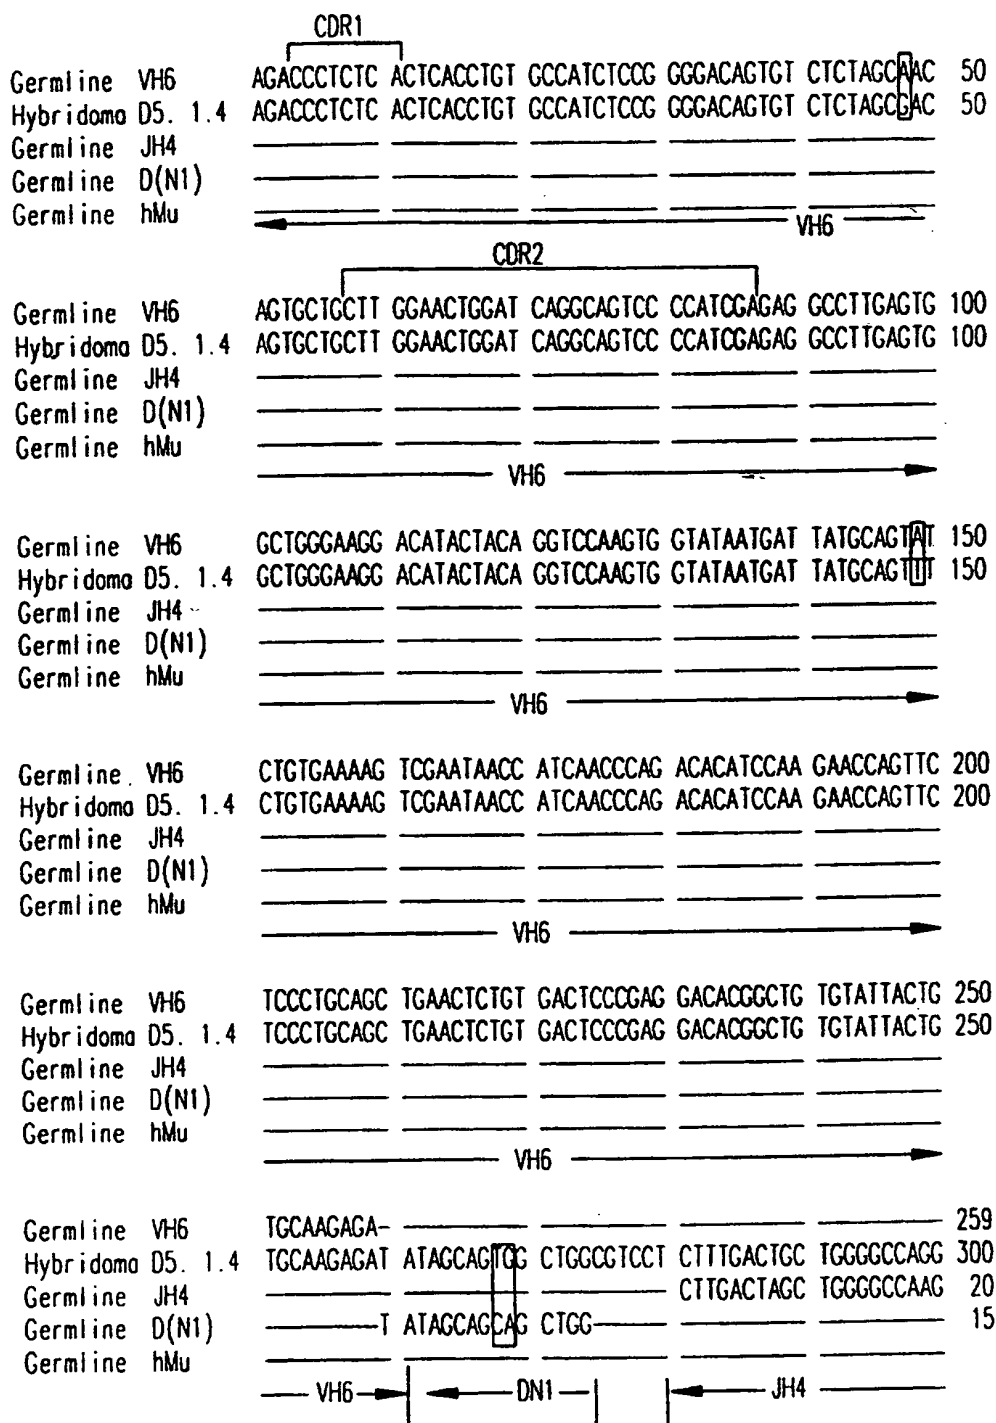 CDR1
Germline VH6 AGACCCTCTC ACTCACCTGT GCCATCTCCG GGGACAGTGT CTCTAGCAAC 50
Hybridoma D5. 1.4 AGACCCTCTC ACTCACCTGT GCCATCTCCG GGGACAGTGT CTCTAGCGAC 50
Germline JH4
Germline D(N1)
Germline hMu
VH6
CDR2
Germline VH6 AGTGCTGCTT GGAACTGGAT CAGGCAGTCC CCATCGAGAG GCCTTGAGTG 100
Hybridoma D5. 1.4 AGTGCTGCTT GGAACTGGAT CAGGCAGTCC CCATCGAGAG GCCTTGAGTG 100
Germline JH4
Germline D(N1)
Germline hMu
VH6
Germline VH6 GCTGGGAAGG ACATACTACA GGTCCAAGTG GTATAATGAT TATGCAGTAT 150
Hybridoma D5. 1.4 GCTGGGAAGG ACATACTACA GGTCCAAGTG GTATAATGAT TATGCAGTTT 150
Germline JH4
Germline D(N1)
Germline hMu
VH6
Germline VH6 CTGTGAAAAG TCGAATAACC ATCAACCCAG ACACATCCAA GAACCAGTTC 200
Hybridoma D5. 1.4 CTGTGAAAAG TCGAATAACC ATCAACCCAG ACACATCCAA GAACCAGTTC 200
Germline JH4
Germline D(N1)
Germline hMu
VH6
Germline VH6 TCCCTGCAGC TGAACTCTGT GACTCCCGAG GACACGGCTG TGTATTACTG 250
Hybridoma D5. 1.4 TCCCTGCAGC TGAACTCTGT GACTCCCGAG GACACGGCTG TGTATTACTG 250
Germline JH4
Germline D(N1)
Germline hMu
VH6
Germline VH6 TGCAAGAGA- 259
Hybridoma D5. 1.4 TGCAAGAGAT ATAGCAGTGG CTGGCGTCCT CTTTGACTGC TGGGGCCAGG 300
Germline JH4 CTTGACTAGC TGGGGCCAAG 20
Germline D(N1) T ATAGCAGCAG CTGG 15
Germline hMu
VH6 DN1 JH4